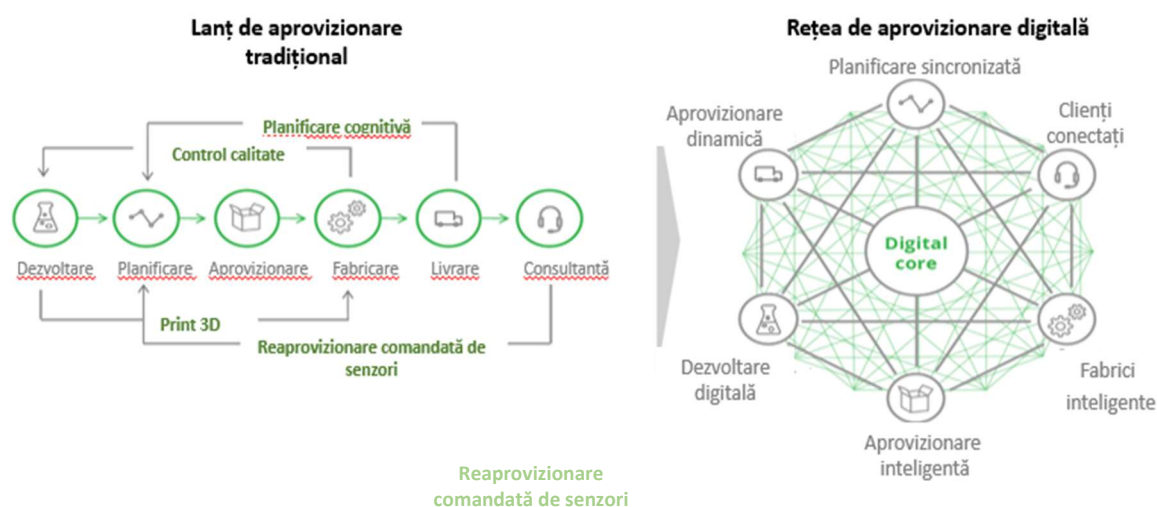 Lanț de aprovizionare
tradițional
Planificare cognitivă
Control calitate
Dezvoltare
Planificare
Aprovizionare
Fabricare
Livrare
Consultantă
Print 3D
Reaprovizionare comandată de
senzori
Rețea de aprovizionare digitală
Planificare sincronizată
Aprovizionare
dinamică
Clienți
conectați
Digital
core
Dezvoltare
digitală
Fabrici
inteligente
Aprovizionare
inteligentă
Reaprovizionare
comandată de senzori